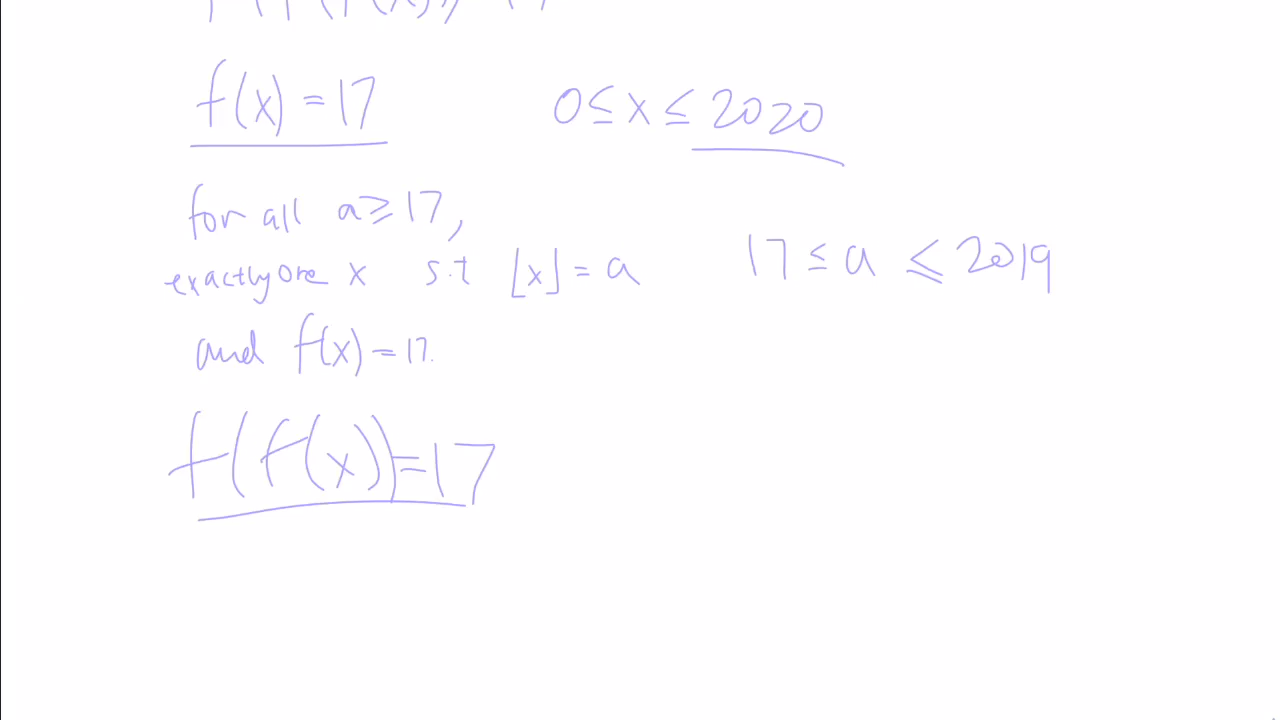 f(x) = 17 0 ≤ x ≤ 2020
for all a ≥ 17,
17 ≤ a ≤ 2019
exactly one x s.t ⌊x⌋ = a
and f(x) = 17.
f(f(x)) = 17